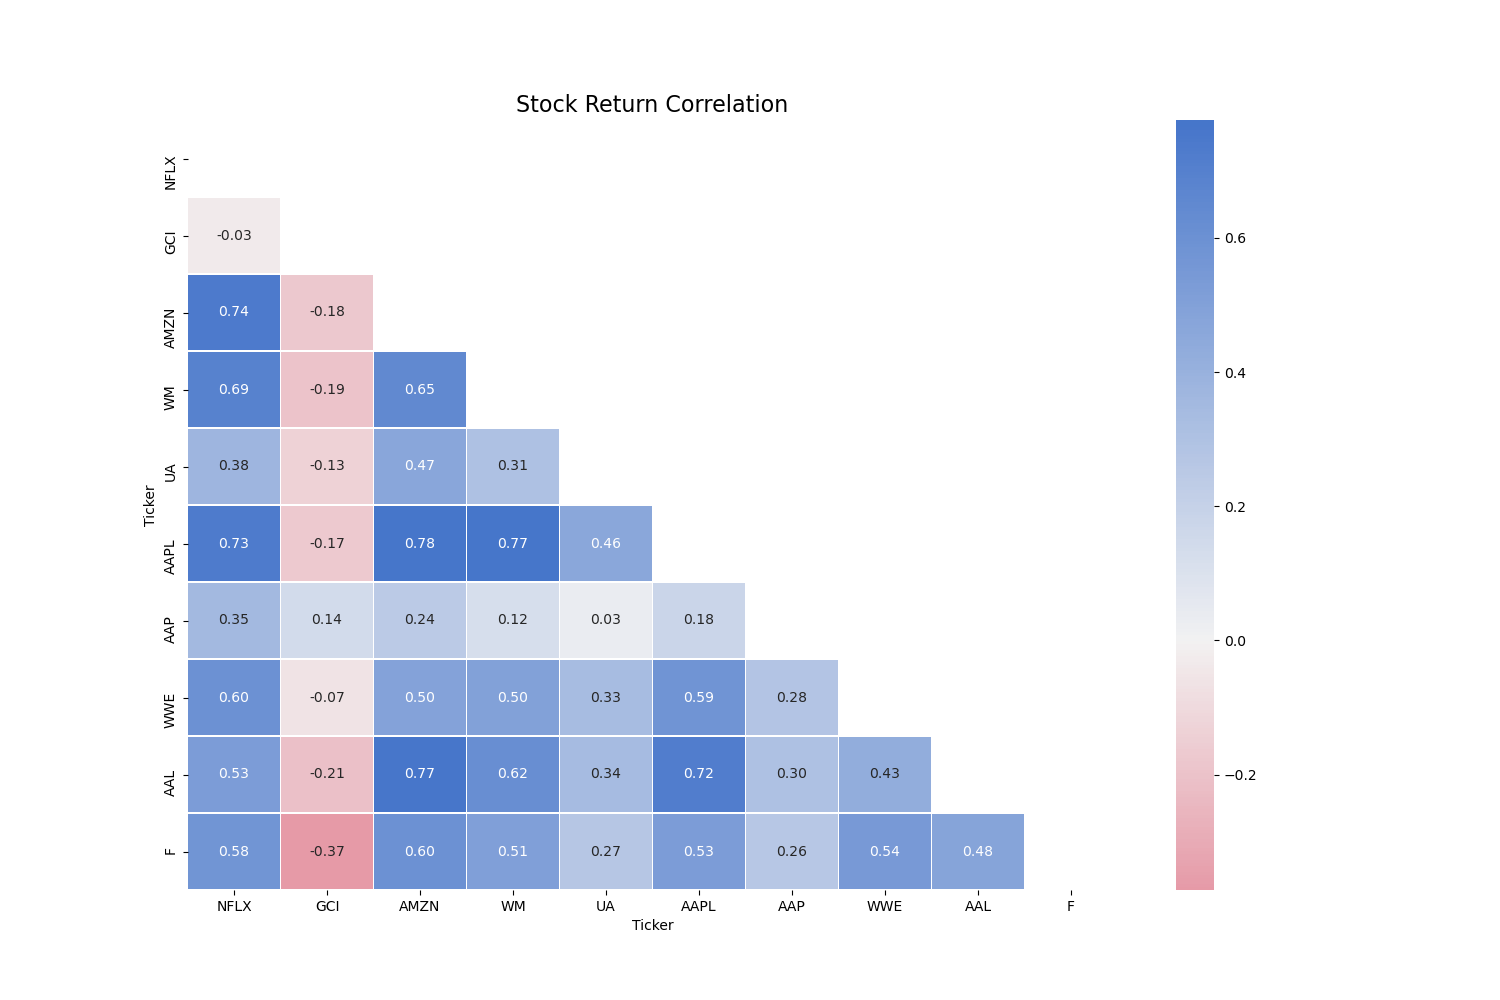 Stock Return Correlation
NFLX
GCI -0.03
AMZN 0.74 -0.18
WM 0.69 -0.19 0.65
UA 0.38 -0.13 0.47 0.31
AAPL 0.73 -0.17 0.78 0.77 0.46
AAP 0.35 0.14 0.24 0.12 0.03 0.18
WWE 0.60 -0.07 0.50 0.50 0.33 0.59 0.28
AAL 0.53 -0.21 0.77 0.62 0.34 0.72 0.30 0.43
F 0.58 -0.37 0.60 0.51 0.27 0.53 0.26 0.54 0.48
NFLX GCI AMZN WM UA AAPL AAP WWE AAL F
Ticker
Ticker
0.6
0.4
0.2
0.0
−0.2